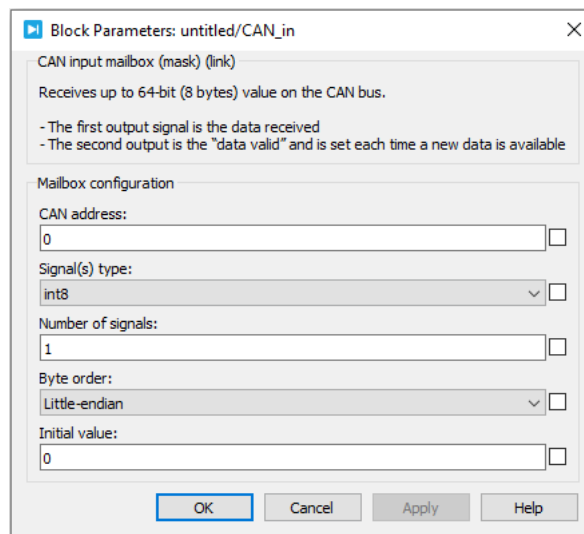 Block Parameters: untitled/CAN_in
CAN input mailbox (mask) (link)
Receives up to 64-bit (8 bytes) value on the CAN bus.
- The first output signal is the data received
- The second output is the "data valid" and is set each time a new data is available
Mailbox configuration
CAN address:
0
Signal(s) type:
int8
Number of signals:
1
Byte order:
Little-endian
Initial value:
0
OK Cancel Apply Help